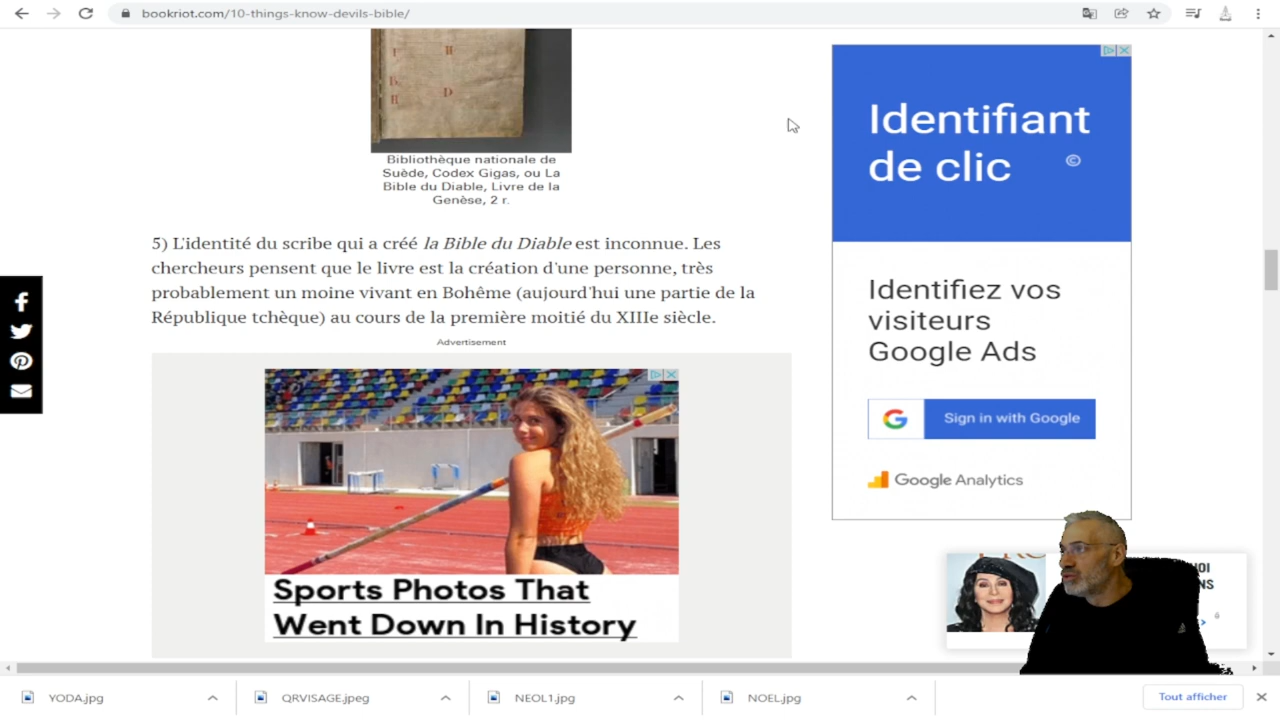 bookriot.com/10-things-know-devils-bible/
I II
B
II D
Bibliothèque nationale de
Suède, Codex Gigas, ou La
Bible du Diable, Livre de la
Genèse, 2 r.
5) L'identité du scribe qui a créé la Bible du Diable est inconnue. Les
chercheurs pensent que le livre est la création d'une personne, très
probablement un moine vivant en Bohême (aujourd'hui une partie de la
République tchèque) au cours de la première moitié du XIIIe siècle.
Advertisement
Sports Photos That
Went Down In History
Identifiant
de clic ©
Identifiez vos
visiteurs
Google Ads
G Sign in with Google
Google Analytics
YODA.jpg
QRVISAGE.jpeg
NEOL1.jpg
NOEL.jpg
Tout afficher